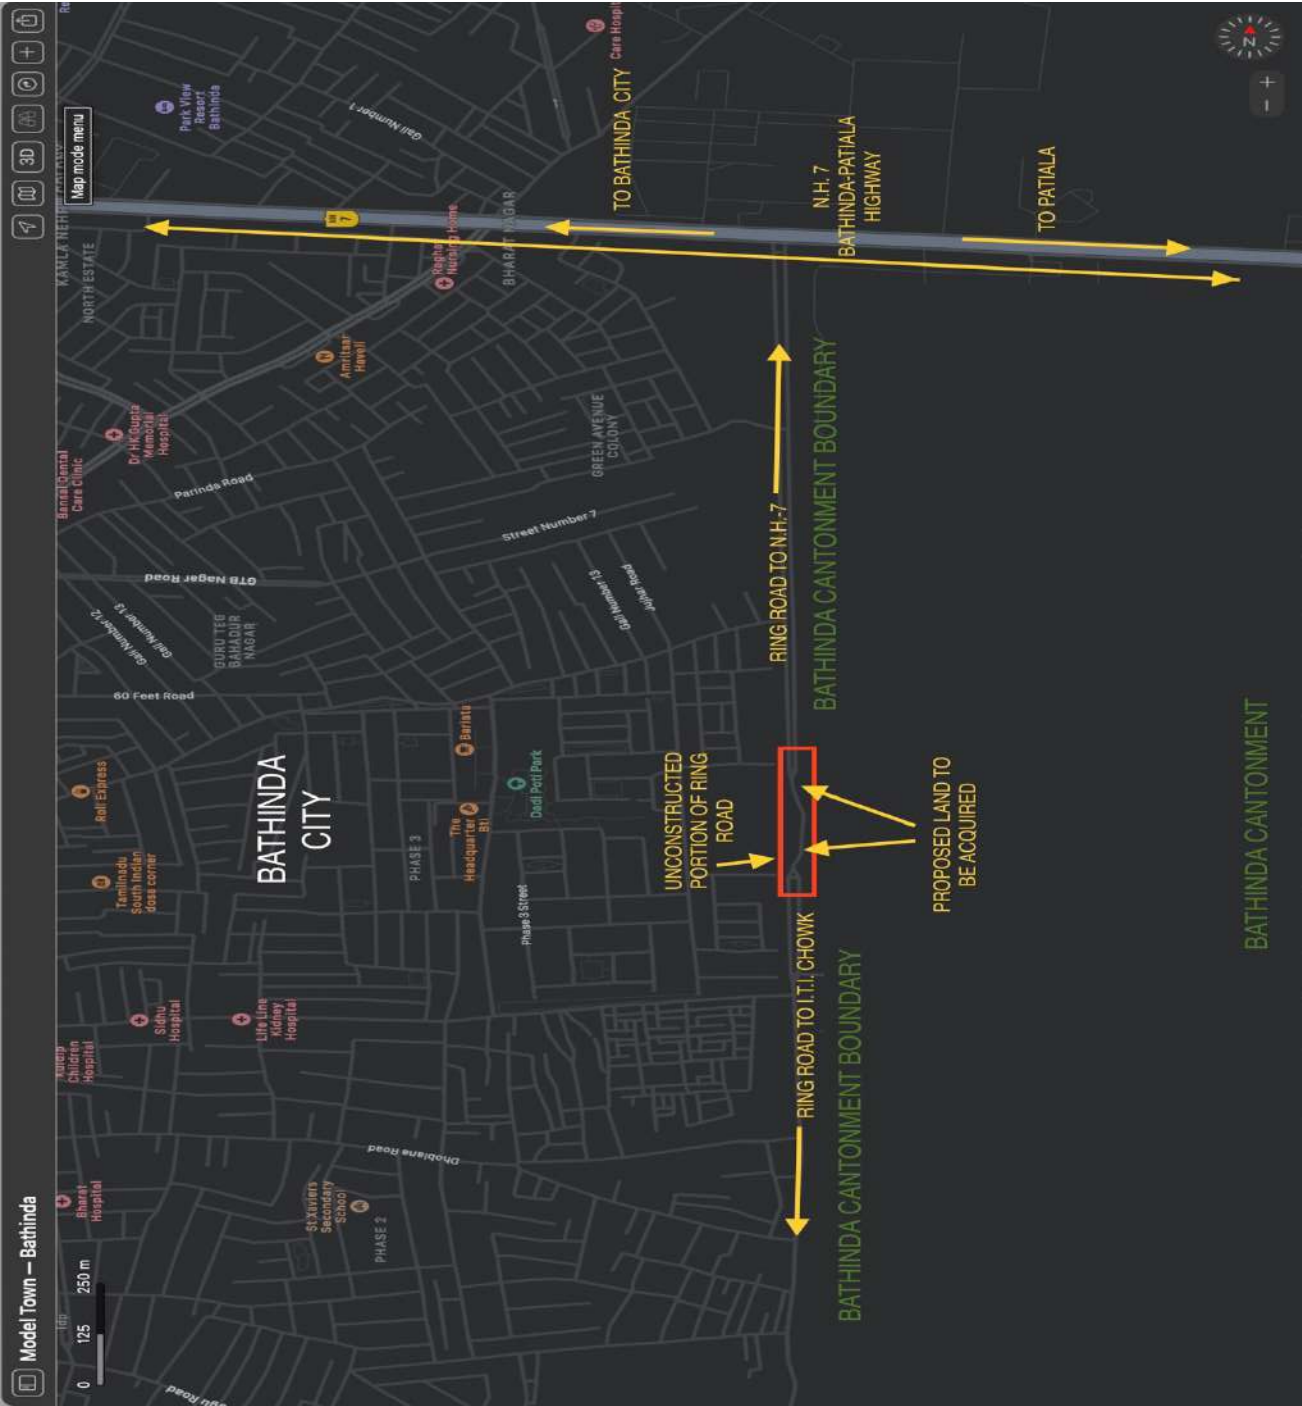 Model Town – Bathinda
3D
Map mode menu
0
125
250 m
Bharat
Hospital
Children
Hospital
Sidhu
Hospital
Life Line
Kidney
Hospital
Tamilnadu
South Indian
dosa corner
Roll Express
60 Feet Road
Gali Number 12
Gali Number 13
GURU TEG
BAHADUR
NAGAR
GTB Nagar Road
Bansal Dental
Care Clinic
Dr HK Gupta
Memorial
Hospital
Parinda Road
Amritsar
Haveli
NORTH ESTATE
Park View
Resort
Bathinda
Gali Number 1
7
Nursing Home
BHARAT NAGAR
Care Hospit
BATHINDA
CITY
St Xaviers
Secondary
School
PHASE 2
Dhobiana Road
PHASE 3
The
Headquarter
Bti
Barista
Dadi Poti Park
Phase 3 Street
Street Number 7
GREEN AVENUE
COLONY
Gali Number 13
Jujhar Road
TO BATHINDA CITY
N.H. 7
BATHINDA-PATIALA
HIGHWAY
TO PATIALA
UNCONSTRUCTED
PORTION OF RING
ROAD
RING ROAD TO I.T.I. CHOWK
RING ROAD TO N.H.-7
BATHINDA CANTONMENT BOUNDARY
BATHINDA CANTONMENT BOUNDARY
PROPOSED LAND TO
BE ACQUIRED
BATHINDA CANTONMENT
N